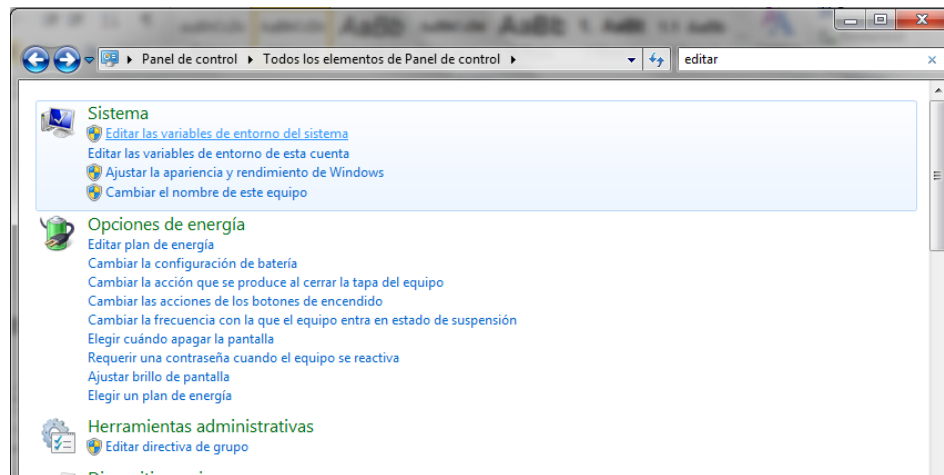 Panel de control Todos los elementos de Panel de control editar
Sistema
Editar las variables de entorno del sistema
Editar las variables de entorno de esta cuenta
Ajustar la apariencia y rendimiento de Windows
Cambiar el nombre de este equipo
Opciones de energía
Editar plan de energía
Cambiar la configuración de batería
Cambiar la acción que se produce al cerrar la tapa del equipo
Cambiar las acciones de los botones de encendido
Cambiar la frecuencia con la que el equipo entra en estado de suspensión
Elegir cuándo apagar la pantalla
Requerir una contraseña cuando el equipo se reactiva
Ajustar brillo de pantalla
Elegir un plan de energía
Herramientas administrativas
Editar directiva de grupo